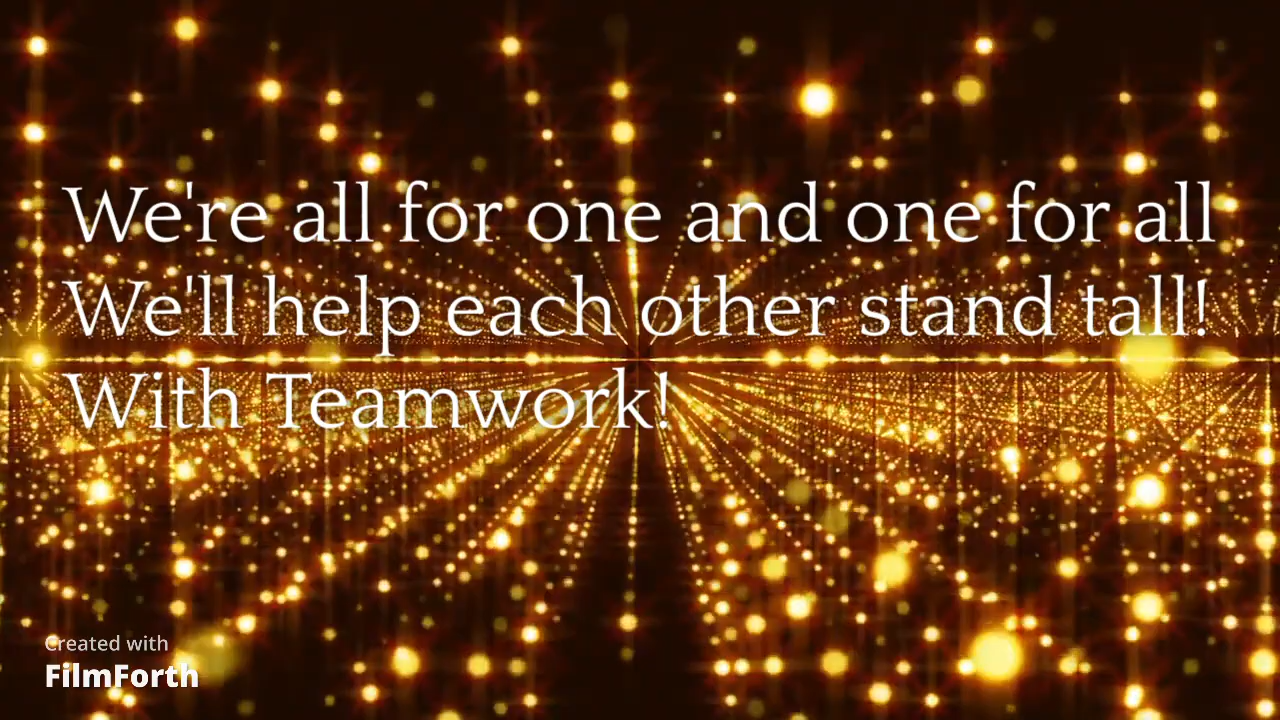 We're all for one and one for all
We'll help each other stand tall!
With Teamwork!
Created with
FilmForth